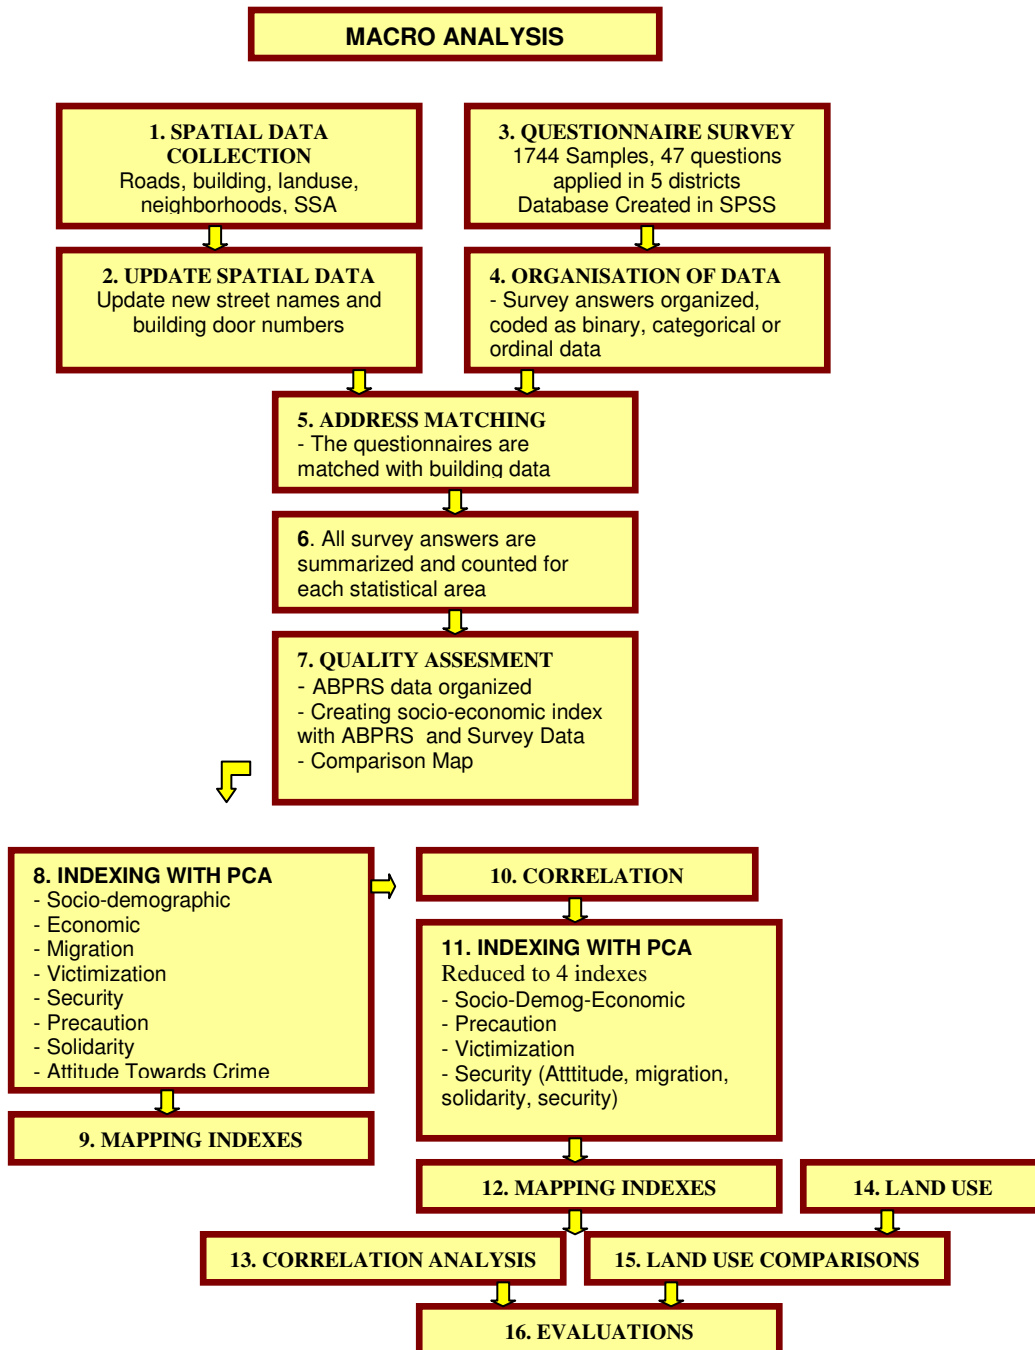 MACRO ANALYSIS
1. SPATIAL DATA
COLLECTION
Roads, building, landuse,
neighborhoods, SSA
3. QUESTIONNAIRE SURVEY
1744 Samples, 47 questions
applied in 5 districts
Database Created in SPSS
2. UPDATE SPATIAL DATA
Update new street names and
building door numbers
4. ORGANISATION OF DATA
- Survey answers organized,
coded as binary, categorical or
ordinal data
5. ADDRESS MATCHING
- The questionnaires are
matched with building data
6. All survey answers are
summarized and counted for
each statistical area
7. QUALITY ASSESMENT
- ABPRS data organized
- Creating socio-economic index
with ABPRS and Survey Data
- Comparison Map
8. INDEXING WITH PCA
- Socio-demographic
- Economic
- Migration
- Victimization
- Security
- Precaution
- Solidarity
- Attitude Towards Crime
9. MAPPING INDEXES
10. CORRELATION
11. INDEXING WITH PCA
Reduced to 4 indexes
- Socio-Demog-Economic
- Precaution
- Victimization
- Security (Atttitude, migration,
solidarity, security)
12. MAPPING INDEXES
14. LAND USE
13. CORRELATION ANALYSIS
15. LAND USE COMPARISONS
16. EVALUATIONS